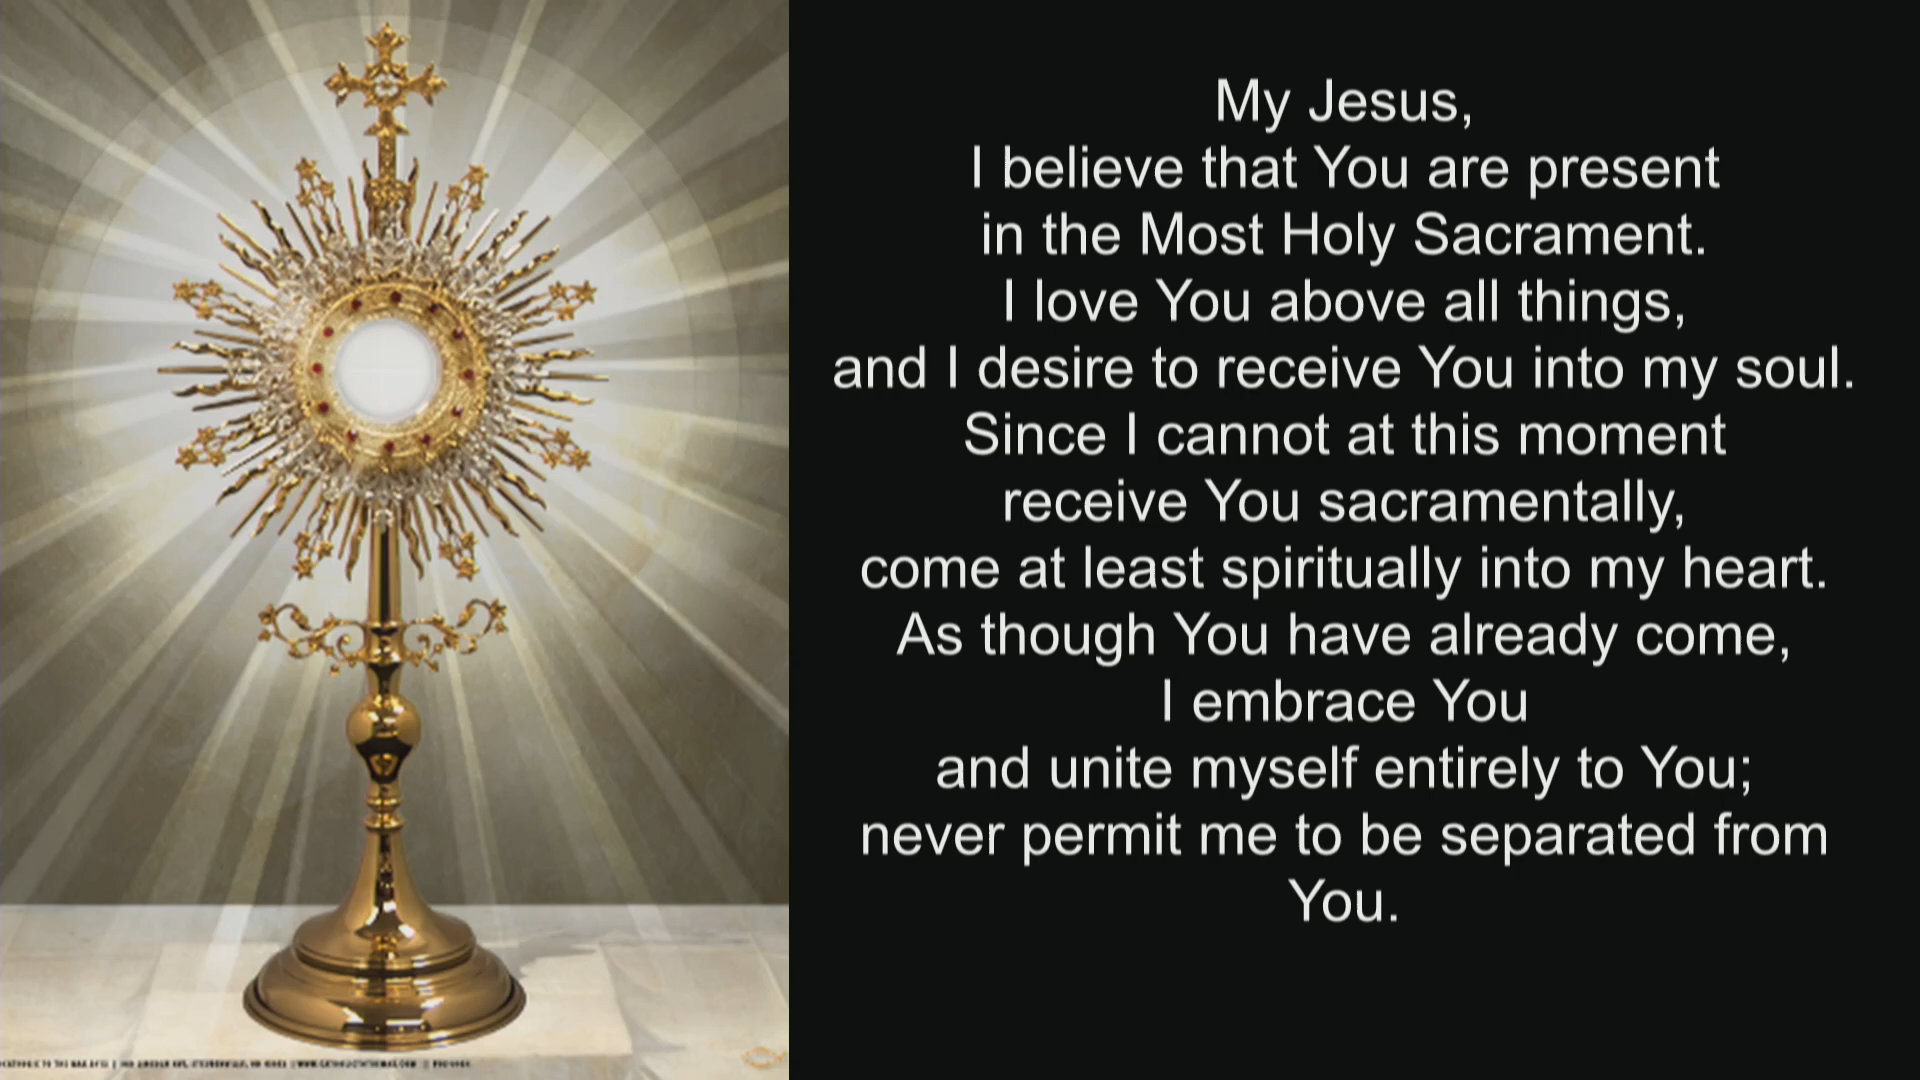 My Jesus,
I believe that You are present
in the Most Holy Sacrament.
I love You above all things,
and I desire to receive You into my soul.
Since I cannot at this moment
receive You sacramentally,
come at least spiritually into my heart.
As though You have already come,
I embrace You
and unite myself entirely to You;
never permit me to be separated from
You.